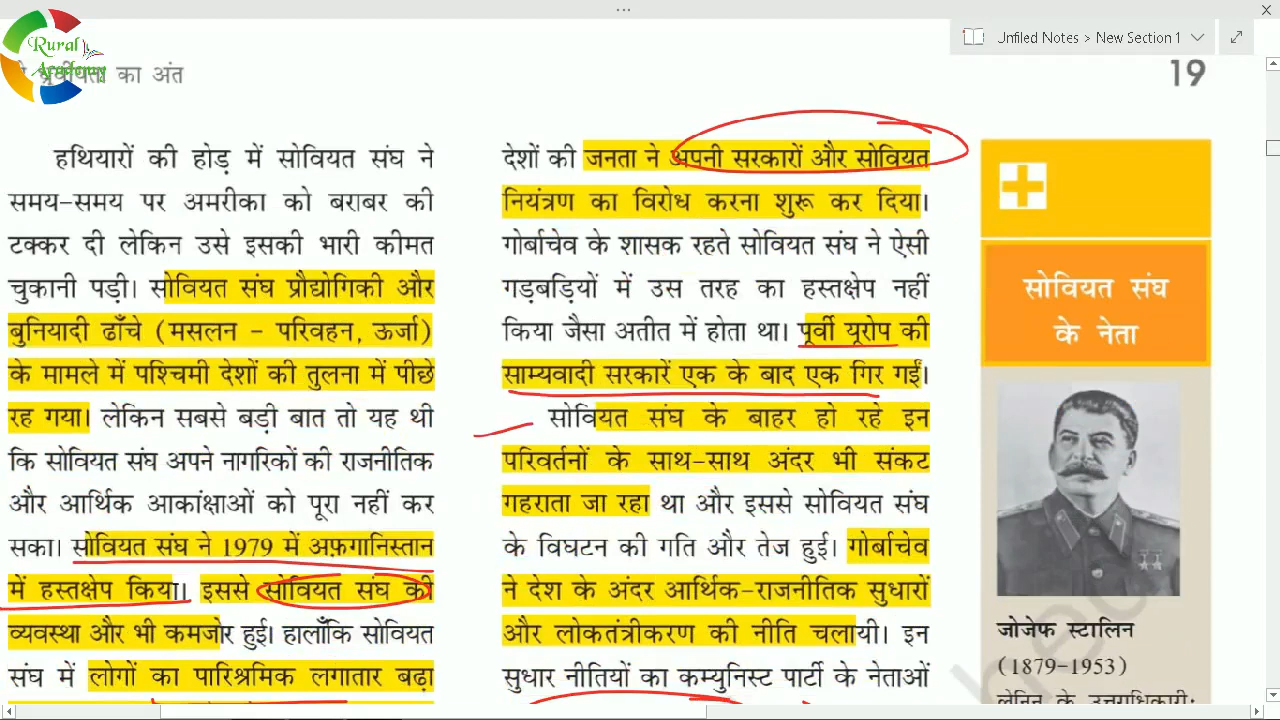 Rural
Academy
Unfiled Notes > New Section 1
का अंत
19
हथियारों की होड़ में सोवियत संघ ने
समय-समय पर अमरीका को बराबर की
टक्कर दी लेकिन उसे इसकी भारी कीमत
चुकानी पड़ी। सोवियत संघ प्रौद्योगिकी और
बुनियादी ढाँचे (मसलन - परिवहन, ऊर्जा)
के मामले में पश्चिमी देशों की तुलना में पीछे
रह गया। लेकिन सबसे बड़ी बात तो यह थी
कि सोवियत संघ अपने नागरिकों की राजनीतिक
और आर्थिक आकांक्षाओं को पूरा नहीं कर
सका। सोवियत संघ ने 1979 में अफ़गानिस्तान
में हस्तक्षेप किया। इससे सोवियत संघ की
व्यवस्था और भी कमजोर हुई। हालाँकि सोवियत
संघ में लोगों का पारिश्रमिक लगातार बढ़ा
देशों की जनता ने अपनी सरकारों और सोवियत
नियंत्रण का विरोध करना शुरू कर दिया।
गोर्बाचेव के शासक रहते सोवियत संघ ने ऐसी
गड़बड़ियों में उस तरह का हस्तक्षेप नहीं
किया जैसा अतीत में होता था। पूर्वी यूरोप की
साम्यवादी सरकारें एक के बाद एक गिर गईं।
सोवियत संघ के बाहर हो रहे इन
परिवर्तनों के साथ-साथ अंदर भी संकट
गहराता जा रहा था और इससे सोवियत संघ
के विघटन की गति और तेज हुई। गोर्बाचेव
ने देश के अंदर आर्थिक-राजनीतिक सुधारों
और लोकतंत्रीकरण की नीति चलायी। इन
सुधार नीतियों का कम्युनिस्ट पार्टी के नेताओं
सोवियत संघ
के नेता
जोजेफ स्टालिन
(1879-1953)
लेनिन के उत्तराधिकारी;